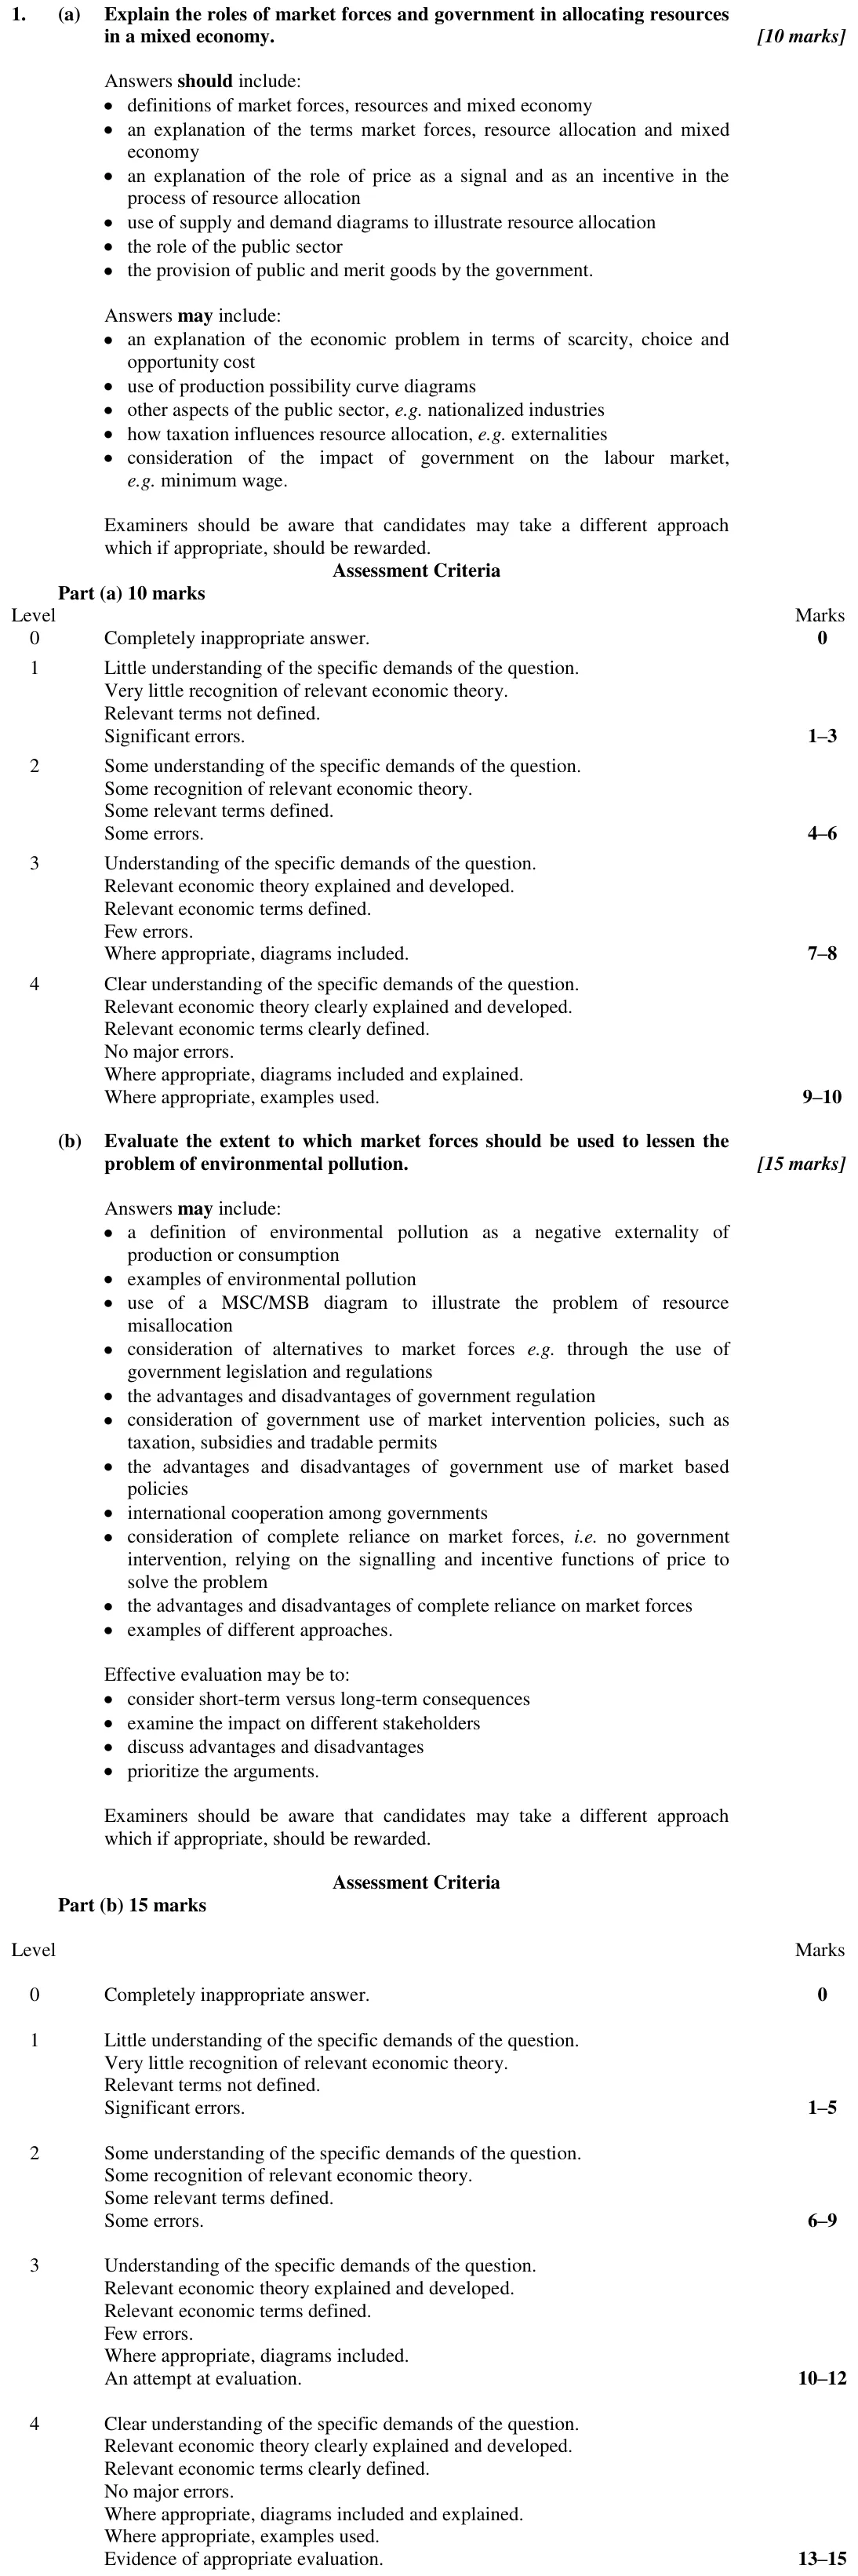 1. (a) Explain the roles of market forces and government in allocating resources
in a mixed economy. [10 marks]
Answers should include:
• definitions of market forces, resources and mixed economy
• an explanation of the terms market forces, resource allocation and mixed
economy
• an explanation of the role of price as a signal and as an incentive in the
process of resource allocation
• use of supply and demand diagrams to illustrate resource allocation
• the role of the public sector
• the provision of public and merit goods by the government.
Answers may include:
• an explanation of the economic problem in terms of scarcity, choice and
opportunity cost
• use of production possibility curve diagrams
• other aspects of the public sector, e.g. nationalized industries
• how taxation influences resource allocation, e.g. externalities
• consideration of the impact of government on the labour market,
e.g. minimum wage.
Examiners should be aware that candidates may take a different approach
which if appropriate, should be rewarded.
Assessment Criteria
Part (a) 10 marks
Level Marks
0 Completely inappropriate answer. 0
1 Little understanding of the specific demands of the question.
Very little recognition of relevant economic theory.
Relevant terms not defined.
Significant errors. 1–3
2 Some understanding of the specific demands of the question.
Some recognition of relevant economic theory.
Some relevant terms defined.
Some errors. 4–6
3 Understanding of the specific demands of the question.
Relevant economic theory explained and developed.
Relevant economic terms defined.
Few errors.
Where appropriate, diagrams included. 7–8
4 Clear understanding of the specific demands of the question.
Relevant economic theory clearly explained and developed.
Relevant economic terms clearly defined.
No major errors.
Where appropriate, diagrams included and explained.
Where appropriate, examples used. 9–10
(b) Evaluate the extent to which market forces should be used to lessen the
problem of environmental pollution. [15 marks]
Answers may include:
• a definition of environmental pollution as a negative externality of
production or consumption
• examples of environmental pollution
• use of a MSC/MSB diagram to illustrate the problem of resource
misallocation
• consideration of alternatives to market forces e.g. through the use of
government legislation and regulations
• the advantages and disadvantages of government regulation
• consideration of government use of market intervention policies, such as
taxation, subsidies and tradable permits
• the advantages and disadvantages of government use of market based
policies
• international cooperation among governments
• consideration of complete reliance on market forces, i.e. no government
intervention, relying on the signalling and incentive functions of price to
solve the problem
• the advantages and disadvantages of complete reliance on market forces
• examples of different approaches.
Effective evaluation may be to:
• consider short-term versus long-term consequences
• examine the impact on different stakeholders
• discuss advantages and disadvantages
• prioritize the arguments.
Examiners should be aware that candidates may take a different approach
which if appropriate, should be rewarded.
Assessment Criteria
Part (b) 15 marks
Level Marks
0 Completely inappropriate answer. 0
1 Little understanding of the specific demands of the question.
Very little recognition of relevant economic theory.
Relevant terms not defined.
Significant errors. 1–5
2 Some understanding of the specific demands of the question.
Some recognition of relevant economic theory.
Some relevant terms defined.
Some errors. 6–9
3 Understanding of the specific demands of the question.
Relevant economic theory explained and developed.
Relevant economic terms defined.
Few errors.
Where appropriate, diagrams included.
An attempt at evaluation. 10–12
4 Clear understanding of the specific demands of the question.
Relevant economic theory clearly explained and developed.
Relevant economic terms clearly defined.
No major errors.
Where appropriate, diagrams included and explained.
Where appropriate, examples used.
Evidence of appropriate evaluation. 13–15